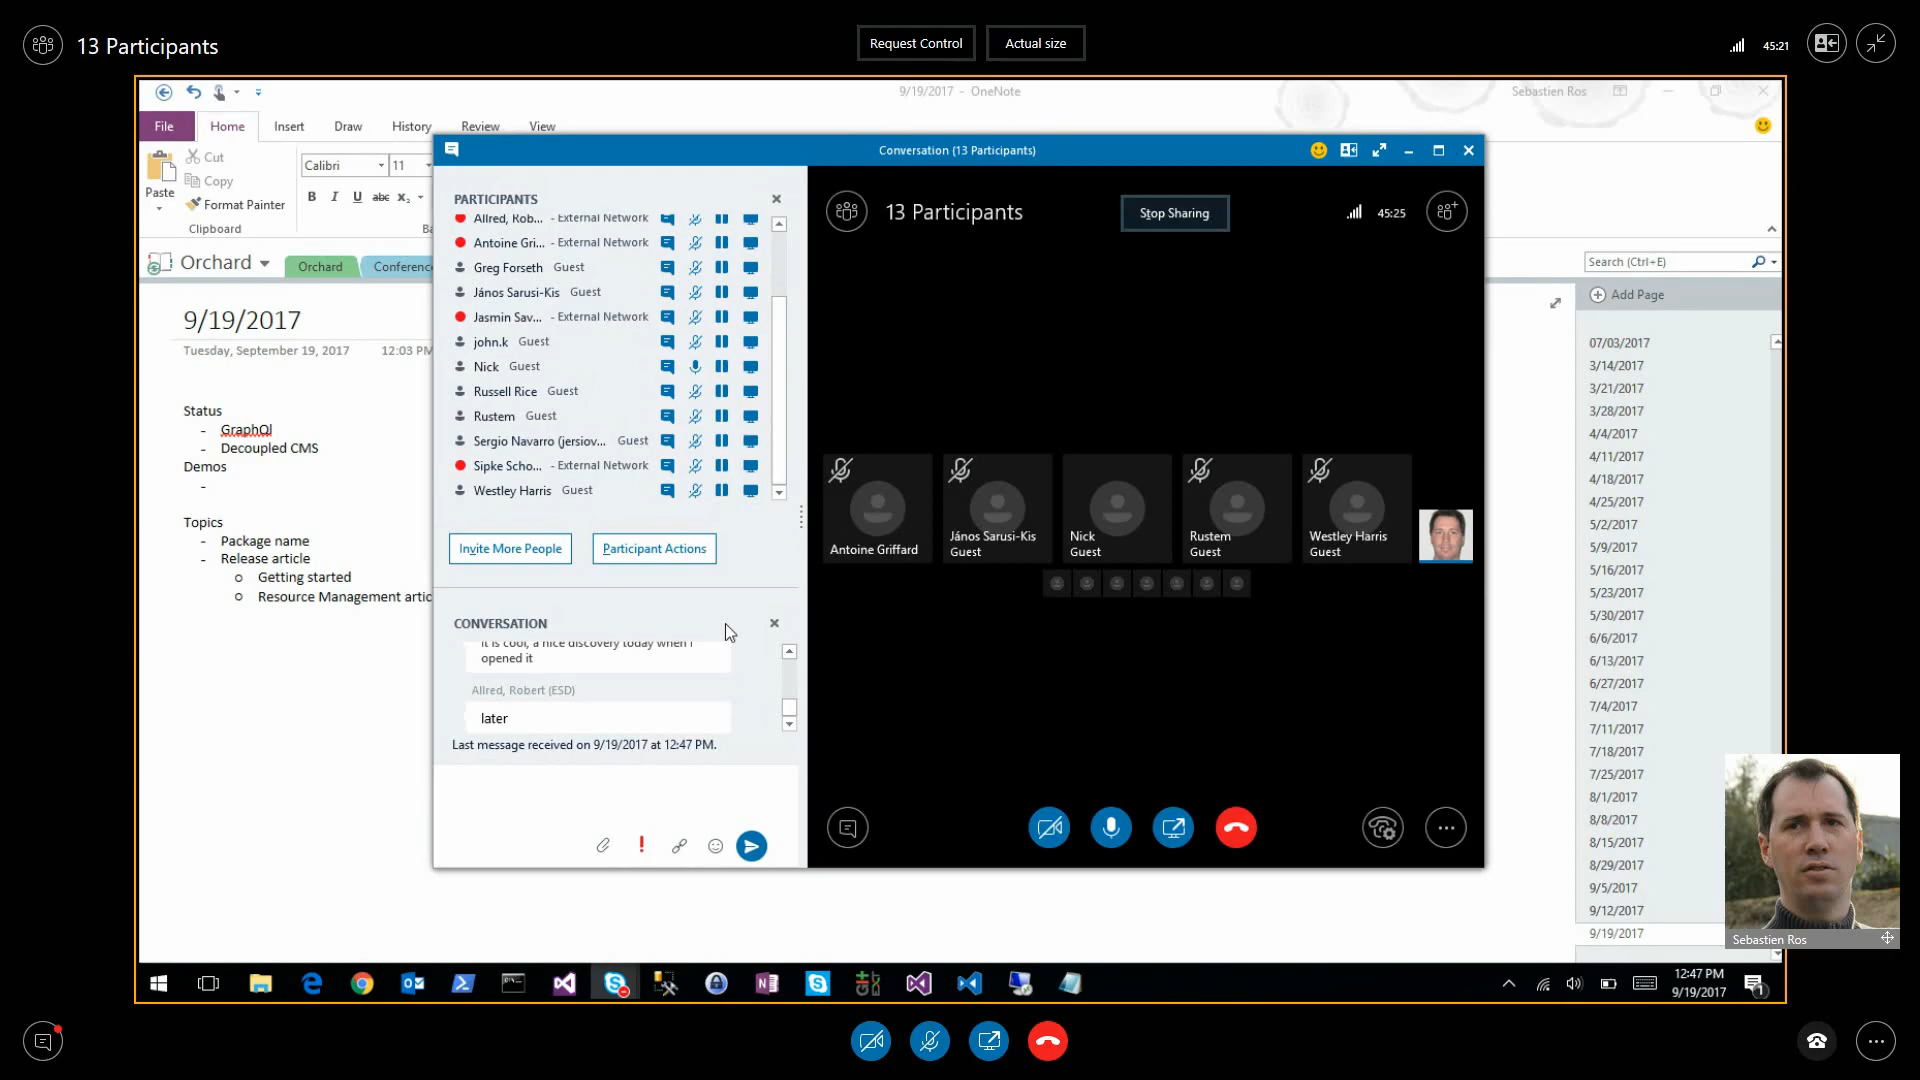 13 Participants
Request Control
Actual size
45:21
9/19/2017 - OneNote
Sebastien Ros
File
Home
Insert
Draw
History
Review
View
Calibri
11
Cut
Copy
Format Painter
Paste
Clipboard
B I U abc
Orchard
Orchard
Search (Ctrl+E)
Add Page
9/19/2017
Tuesday, September 19, 2017
12:03 PM
Status
- GraphQl
- Decoupled CMS
Demos
-
Topics
- Package name
- Release article
o Getting started
o Resource Management
Conversation (13 Participants)
PARTICIPANTS
Allred, Rob... - External Network
Antoine Gri... - External Network
Greg Forseth Guest
János Sarusi-Kis Guest
Jasmin Sav... - External Network
john.k Guest
Nick Guest
Russell Rice Guest
Rustem Guest
Sergio Navarro (jersiov... Guest
Sipke Scho... - External Network
Westley Harris Guest
Invite More People
Participant Actions
CONVERSATION
it is cool, a nice discovery today when I
opened it
Allred, Robert (ESD)
later
Last message received on 9/19/2017 at 12:47 PM.
13 Participants
Stop Sharing
45:25
Antoine Griffard
János Sarusi-Kis
Guest
Nick
Guest
Rustem
Guest
Westley Harris
Guest
07/03/2017
3/14/2017
3/21/2017
3/28/2017
4/4/2017
4/11/2017
4/18/2017
4/25/2017
5/2/2017
5/9/2017
5/16/2017
5/23/2017
5/30/2017
6/6/2017
6/13/2017
6/27/2017
7/4/2017
7/11/2017
7/18/2017
7/25/2017
8/1/2017
8/8/2017
8/15/2017
8/29/2017
9/5/2017
9/12/2017
9/19/2017
Sebastien Ros
12:47 PM
9/19/2017